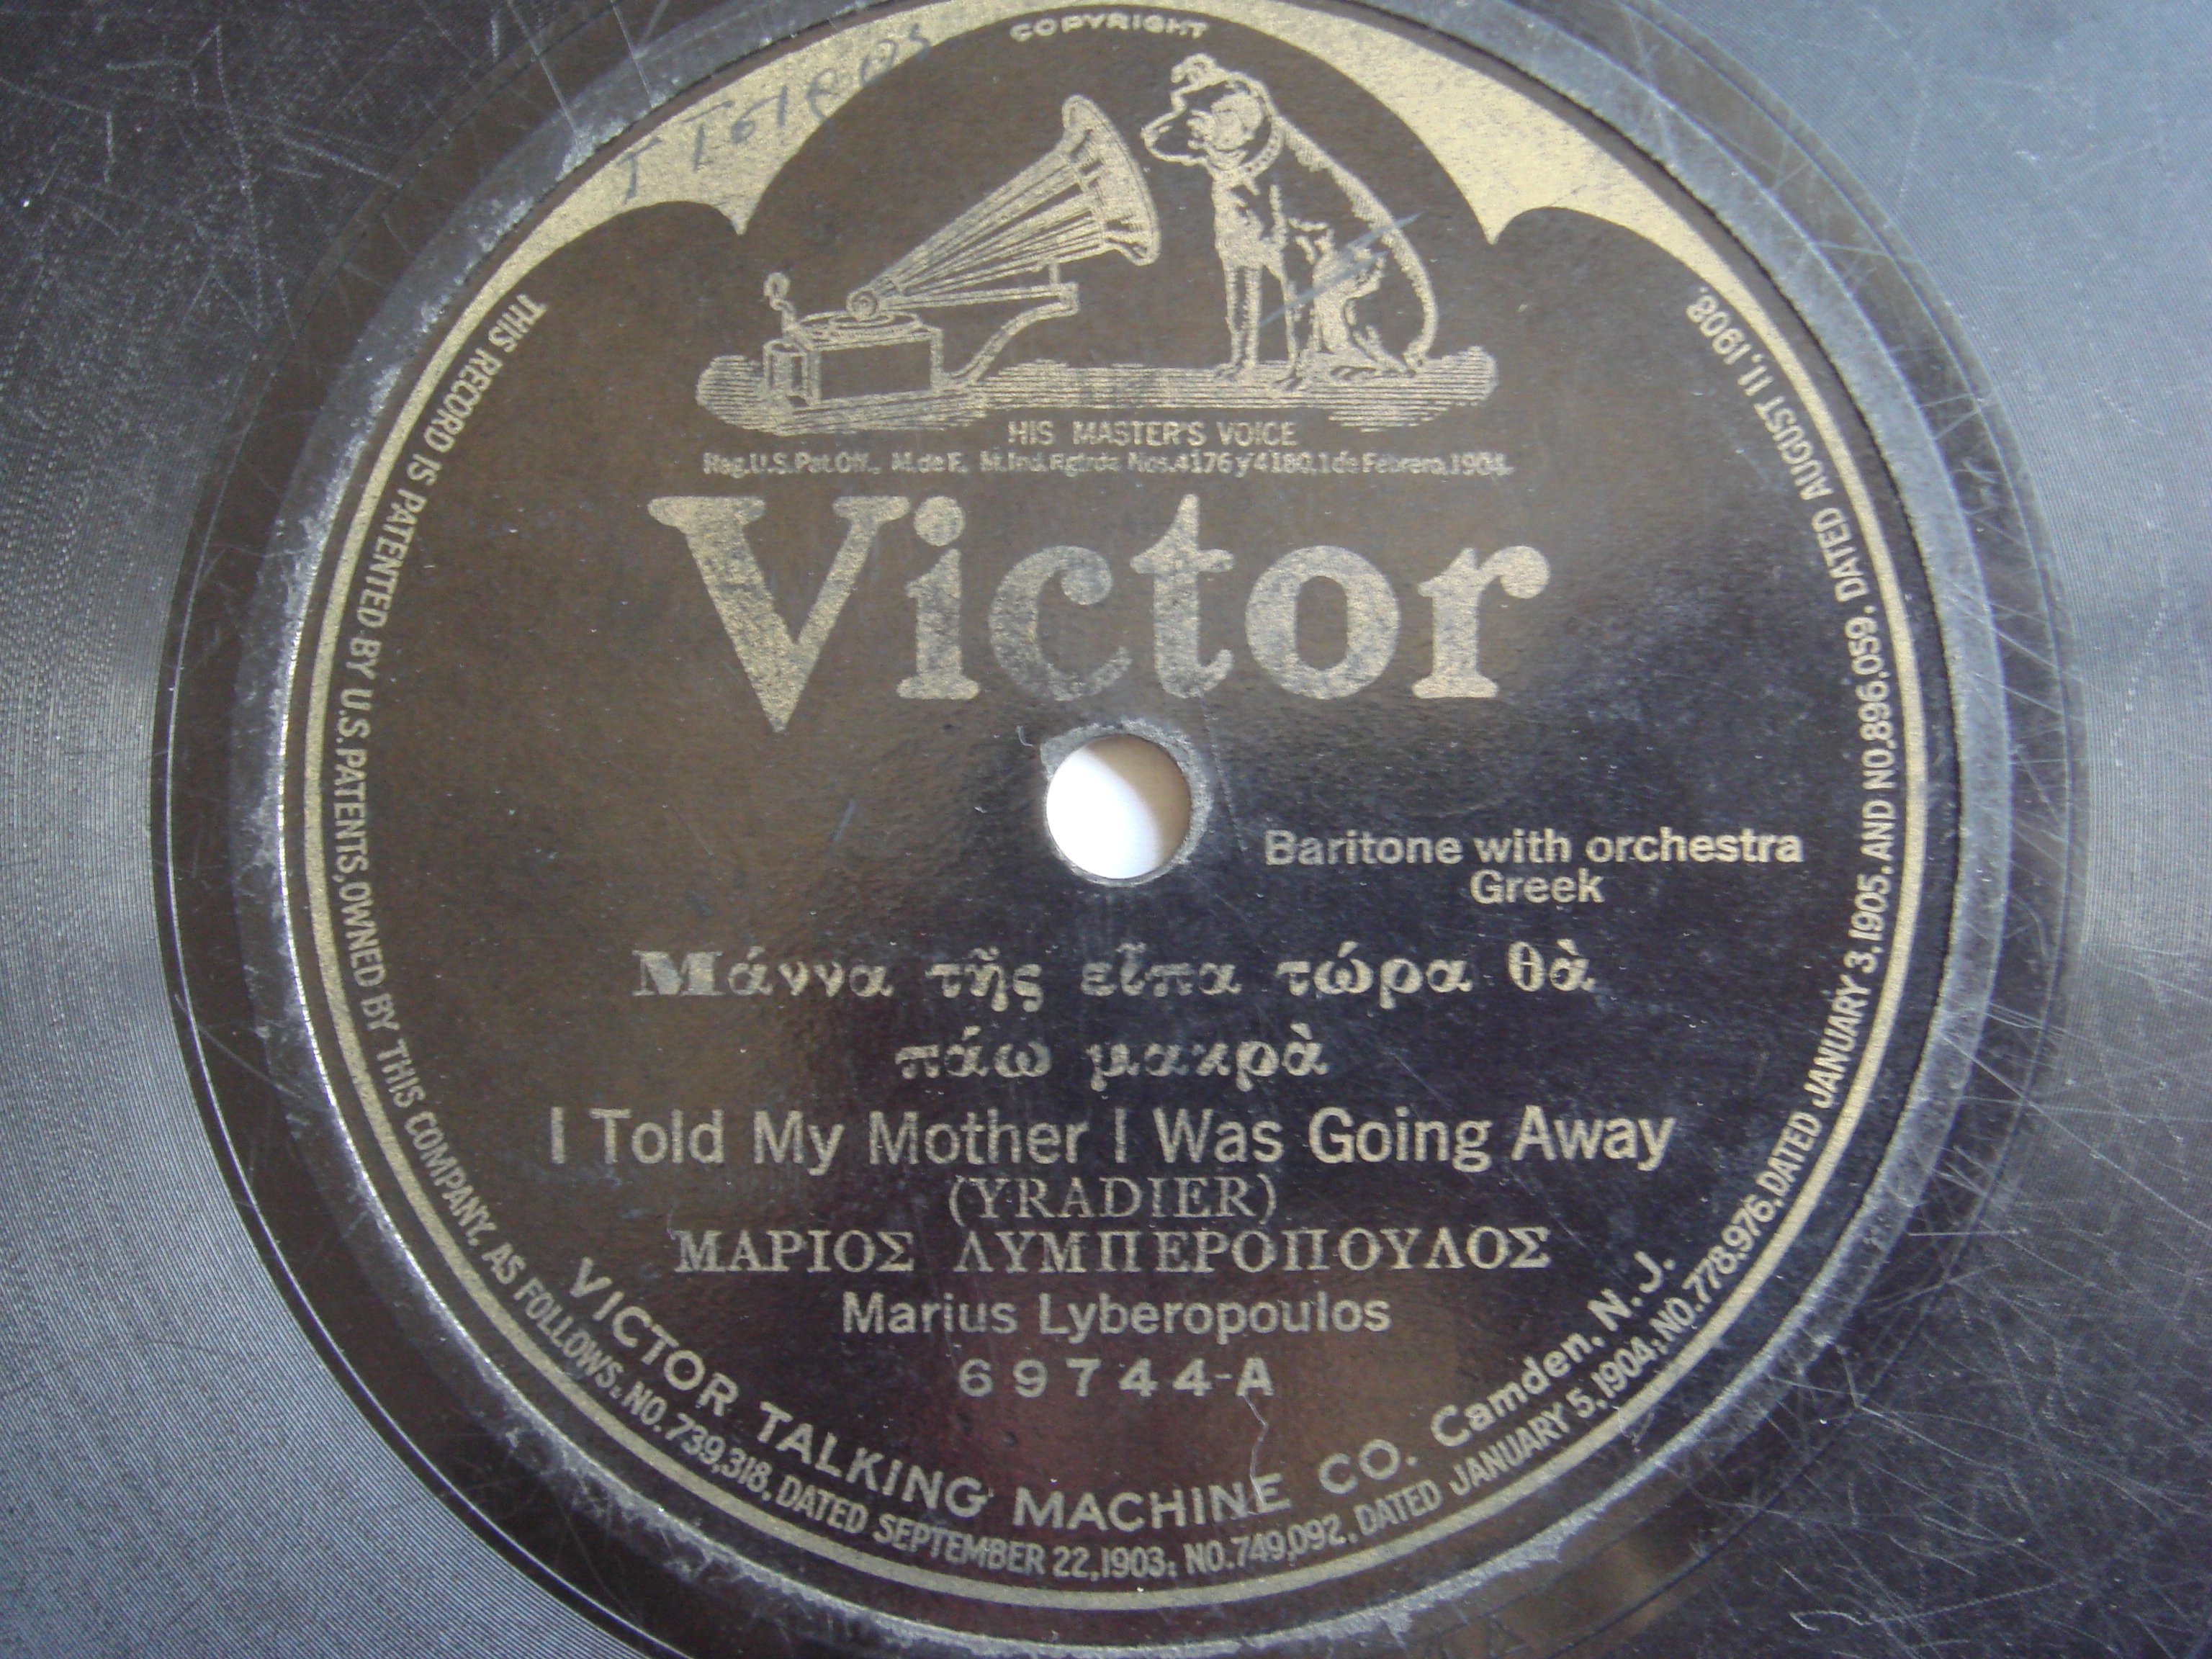 COPYRIGHT
HIS MASTER'S VOICE
Reg.U.S.Pat.Off., M.de F. M.Ind.Rgtrda Nos.4176 y 4180,1 de Febrero,1904.
Victor
Baritone with orchestra
Greek
Μάννα τῆς εἶπα τώρα θὰ
πάω μακρὰ
I Told My Mother I Was Going Away
(YRADIER)
ΜΑΡΙΟΣ ΛΥΜΠΕΡΟΠΟΥΛΟΣ
Marius Lyberopoulos
69744-A
VICTOR TALKING MACHINE CO. Camden, N. J.
THIS RECORD IS PATENTED BY U.S. PATENTS, OWNED BY THIS COMPANY, AS FOLLOWS: NO. 739,318, DATED SEPTEMBER 22,1903; NO. 749,092, DATED JANUARY 5, 1904; NO. 778,976, DATED JANUARY 3, 1905, AND NO. 896,059, DATED AUGUST 11, 1908.